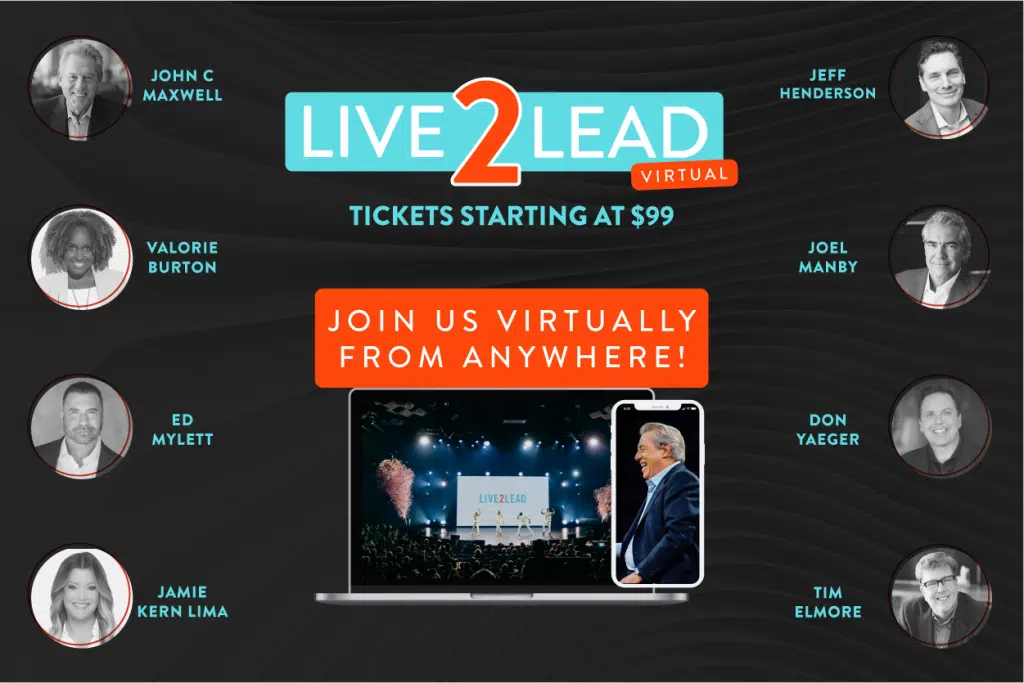 JOHN C
MAXWELL
VALORIE
BURTON
ED
MYLETT
JAMIE
KERN LIMA
LIVE2LEAD
VIRTUAL
TICKETS STARTING AT $99
JOIN US VIRTUALLY
FROM ANYWHERE!
LIVE2LEAD
JEFF
HENDERSON
JOEL
MANBY
DON
YAEGER
TIM
ELMORE